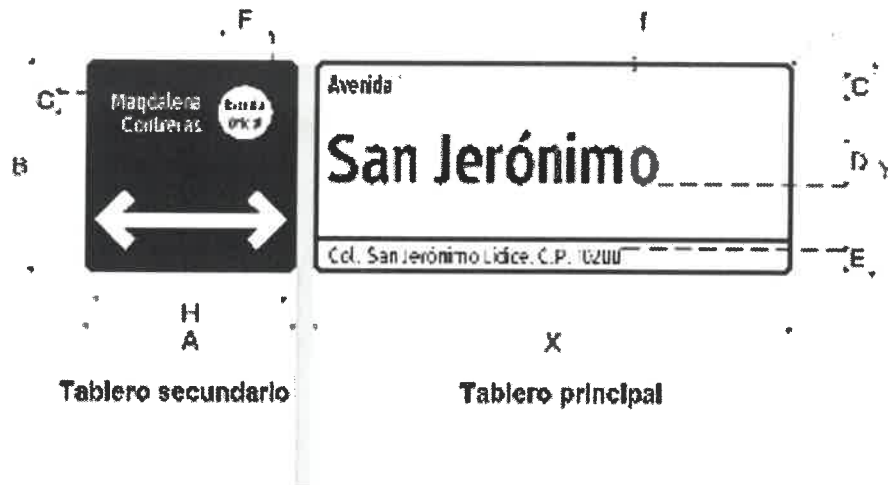 F
f
G
Magdalena
Contreras
Avenida
C
B
San Jerónimo
D
Y
Col. San Jerónimo Lídice, C.P. 10200
E
H
A
X
Tablero secundario
Tablero principal